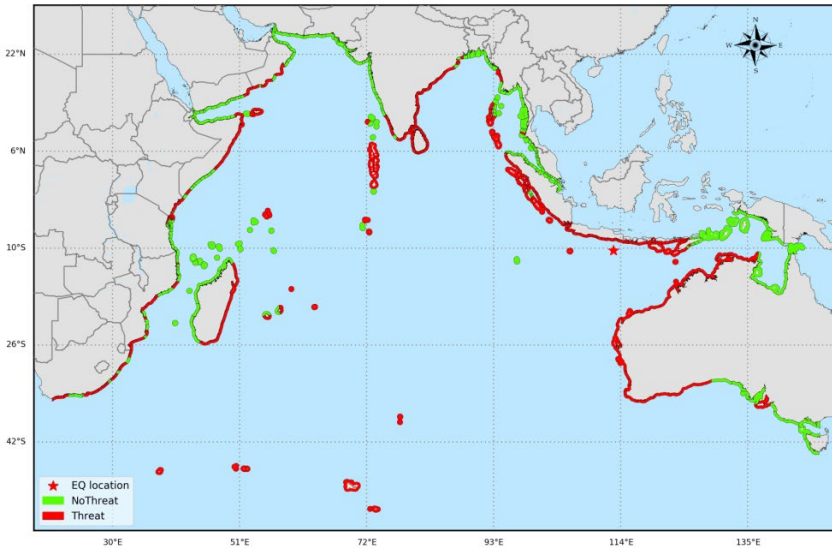 N
W E
S
22°N
6°N
10°S
26°S
42°S
EQ location
NoThreat
Threat
30°E 51°E 72°E 93°E 114°E 135°E